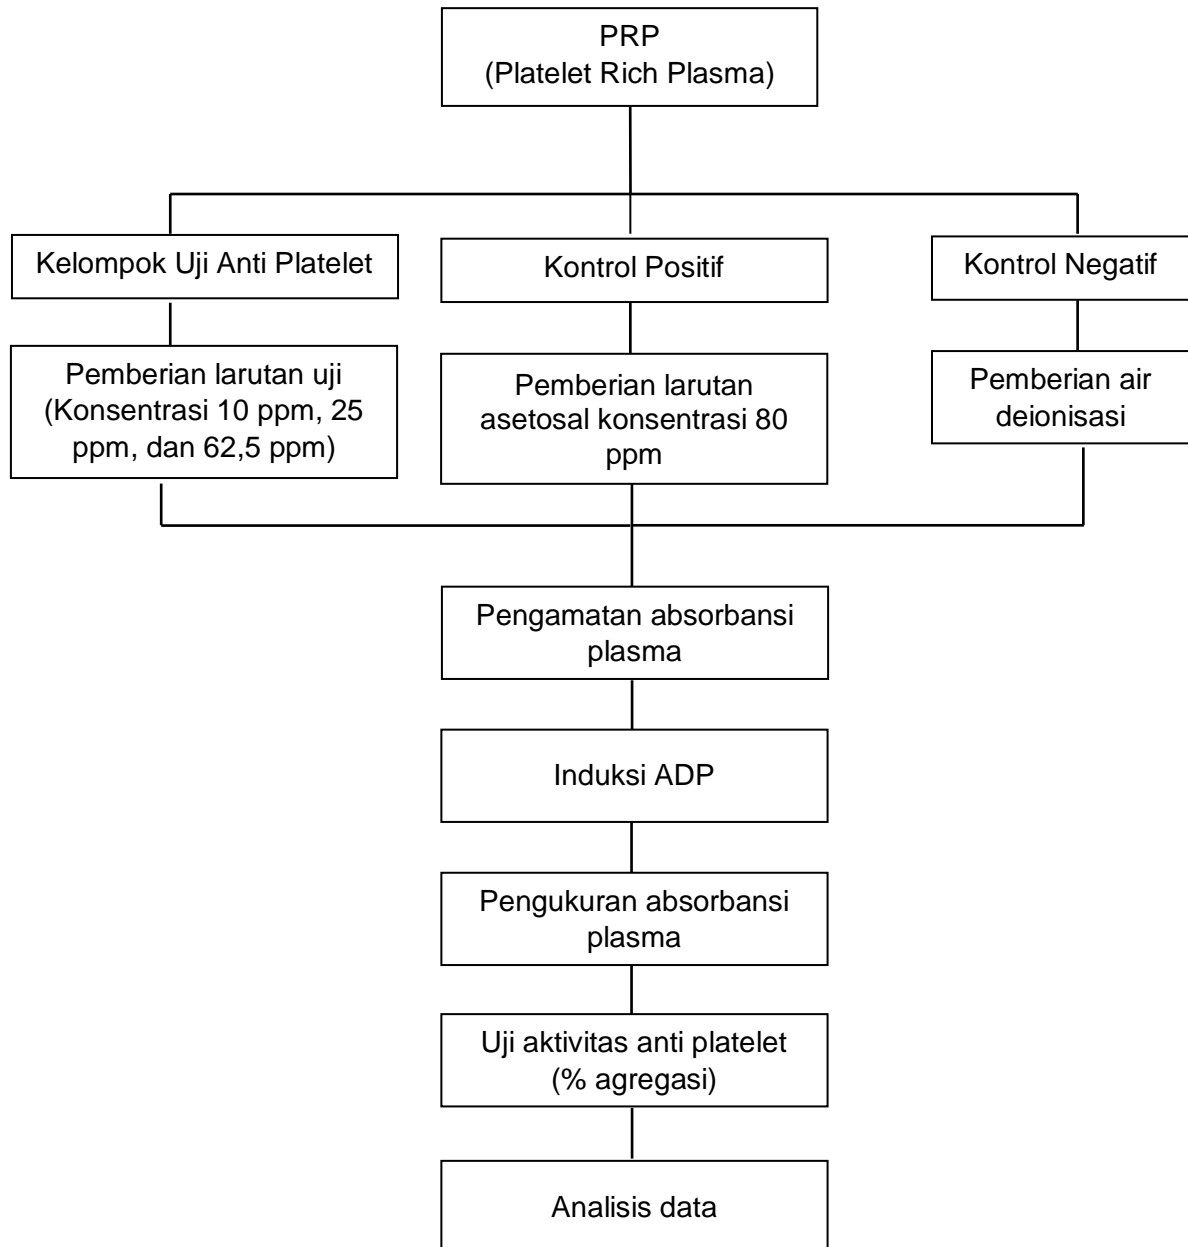 PRP
(Platelet Rich Plasma)
Kelompok Uji Anti Platelet
Kontrol Positif
Kontrol Negatif
Pemberian larutan uji
(Konsentrasi 10 ppm, 25
ppm, dan 62,5 ppm)
Pemberian larutan
asetosal konsentrasi 80
ppm
Pemberian air
deionisasi
Pengamatan absorbansi
plasma
Induksi ADP
Pengukuran absorbansi
plasma
Uji aktivitas anti platelet
(% agregasi)
Analisis data